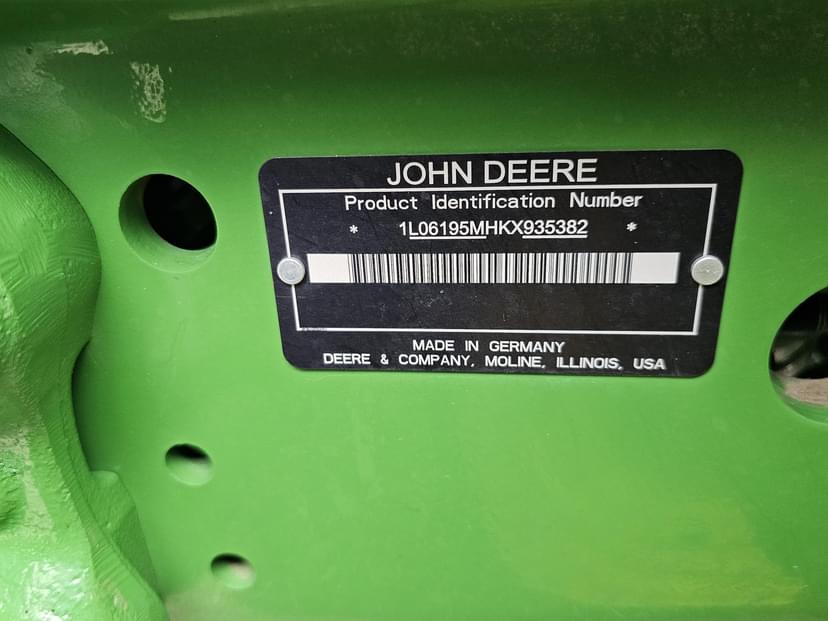 JOHN DEERE
Product Identification Number
* 1L06195MHKX935382 *
MADE IN GERMANY
DEERE & COMPANY, MOLINE, ILLINOIS, USA